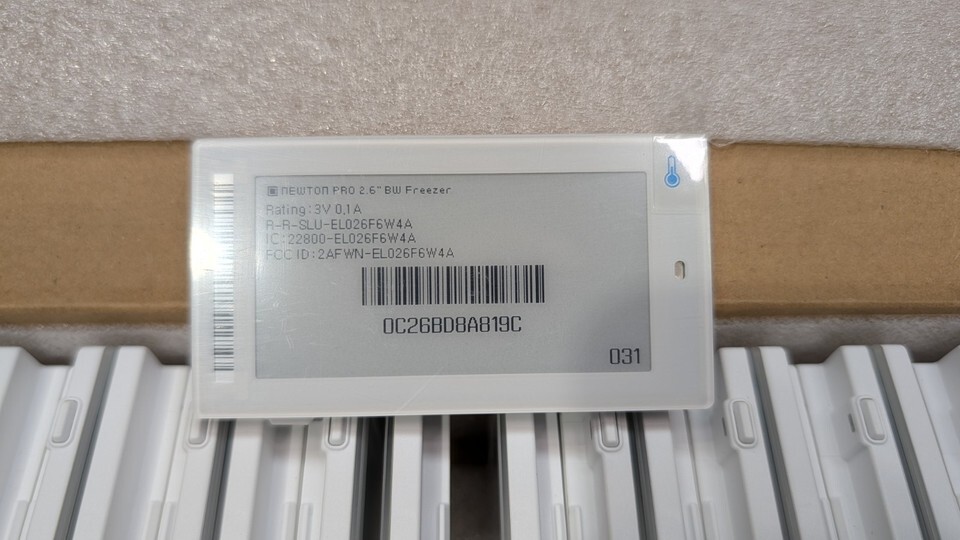 NEWTON PRO 2.6" BW Freezer
Rating:3V 0.1A
R-R-SLU-EL026F6W4A
IC:22800-EL026F6W4A
FCC ID:2AFWN-EL026F6W4A
0C26BD8A819C
031